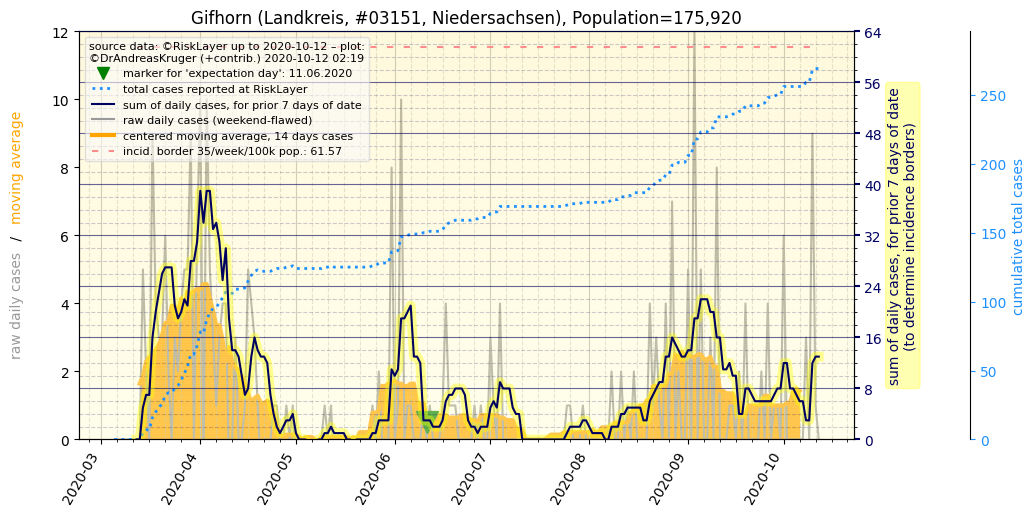 Gifhorn (Landkreis, #03151, Niedersachsen), Population=175,920
source data: ©RiskLayer up to 2020-10-12 – plot:
©DrAndreasKruger (+contrib.) 2020-10-12 02:19
marker for 'expectation day': 11.06.2020
total cases reported at RiskLayer
sum of daily cases, for prior 7 days of date
raw daily cases (weekend-flawed)
centered moving average, 14 days cases
incid. border 35/week/100k pop.: 61.57
raw daily cases / moving average
12
10
8
6
4
2
0
64
56
48
40
32
24
16
8
0
sum of daily cases, for prior 7 days of date
(to determine incidence borders)
250
200
150
100
50
0
cumulative total cases
2020-03
2020-04
2020-05
2020-06
2020-07
2020-08
2020-09
2020-10